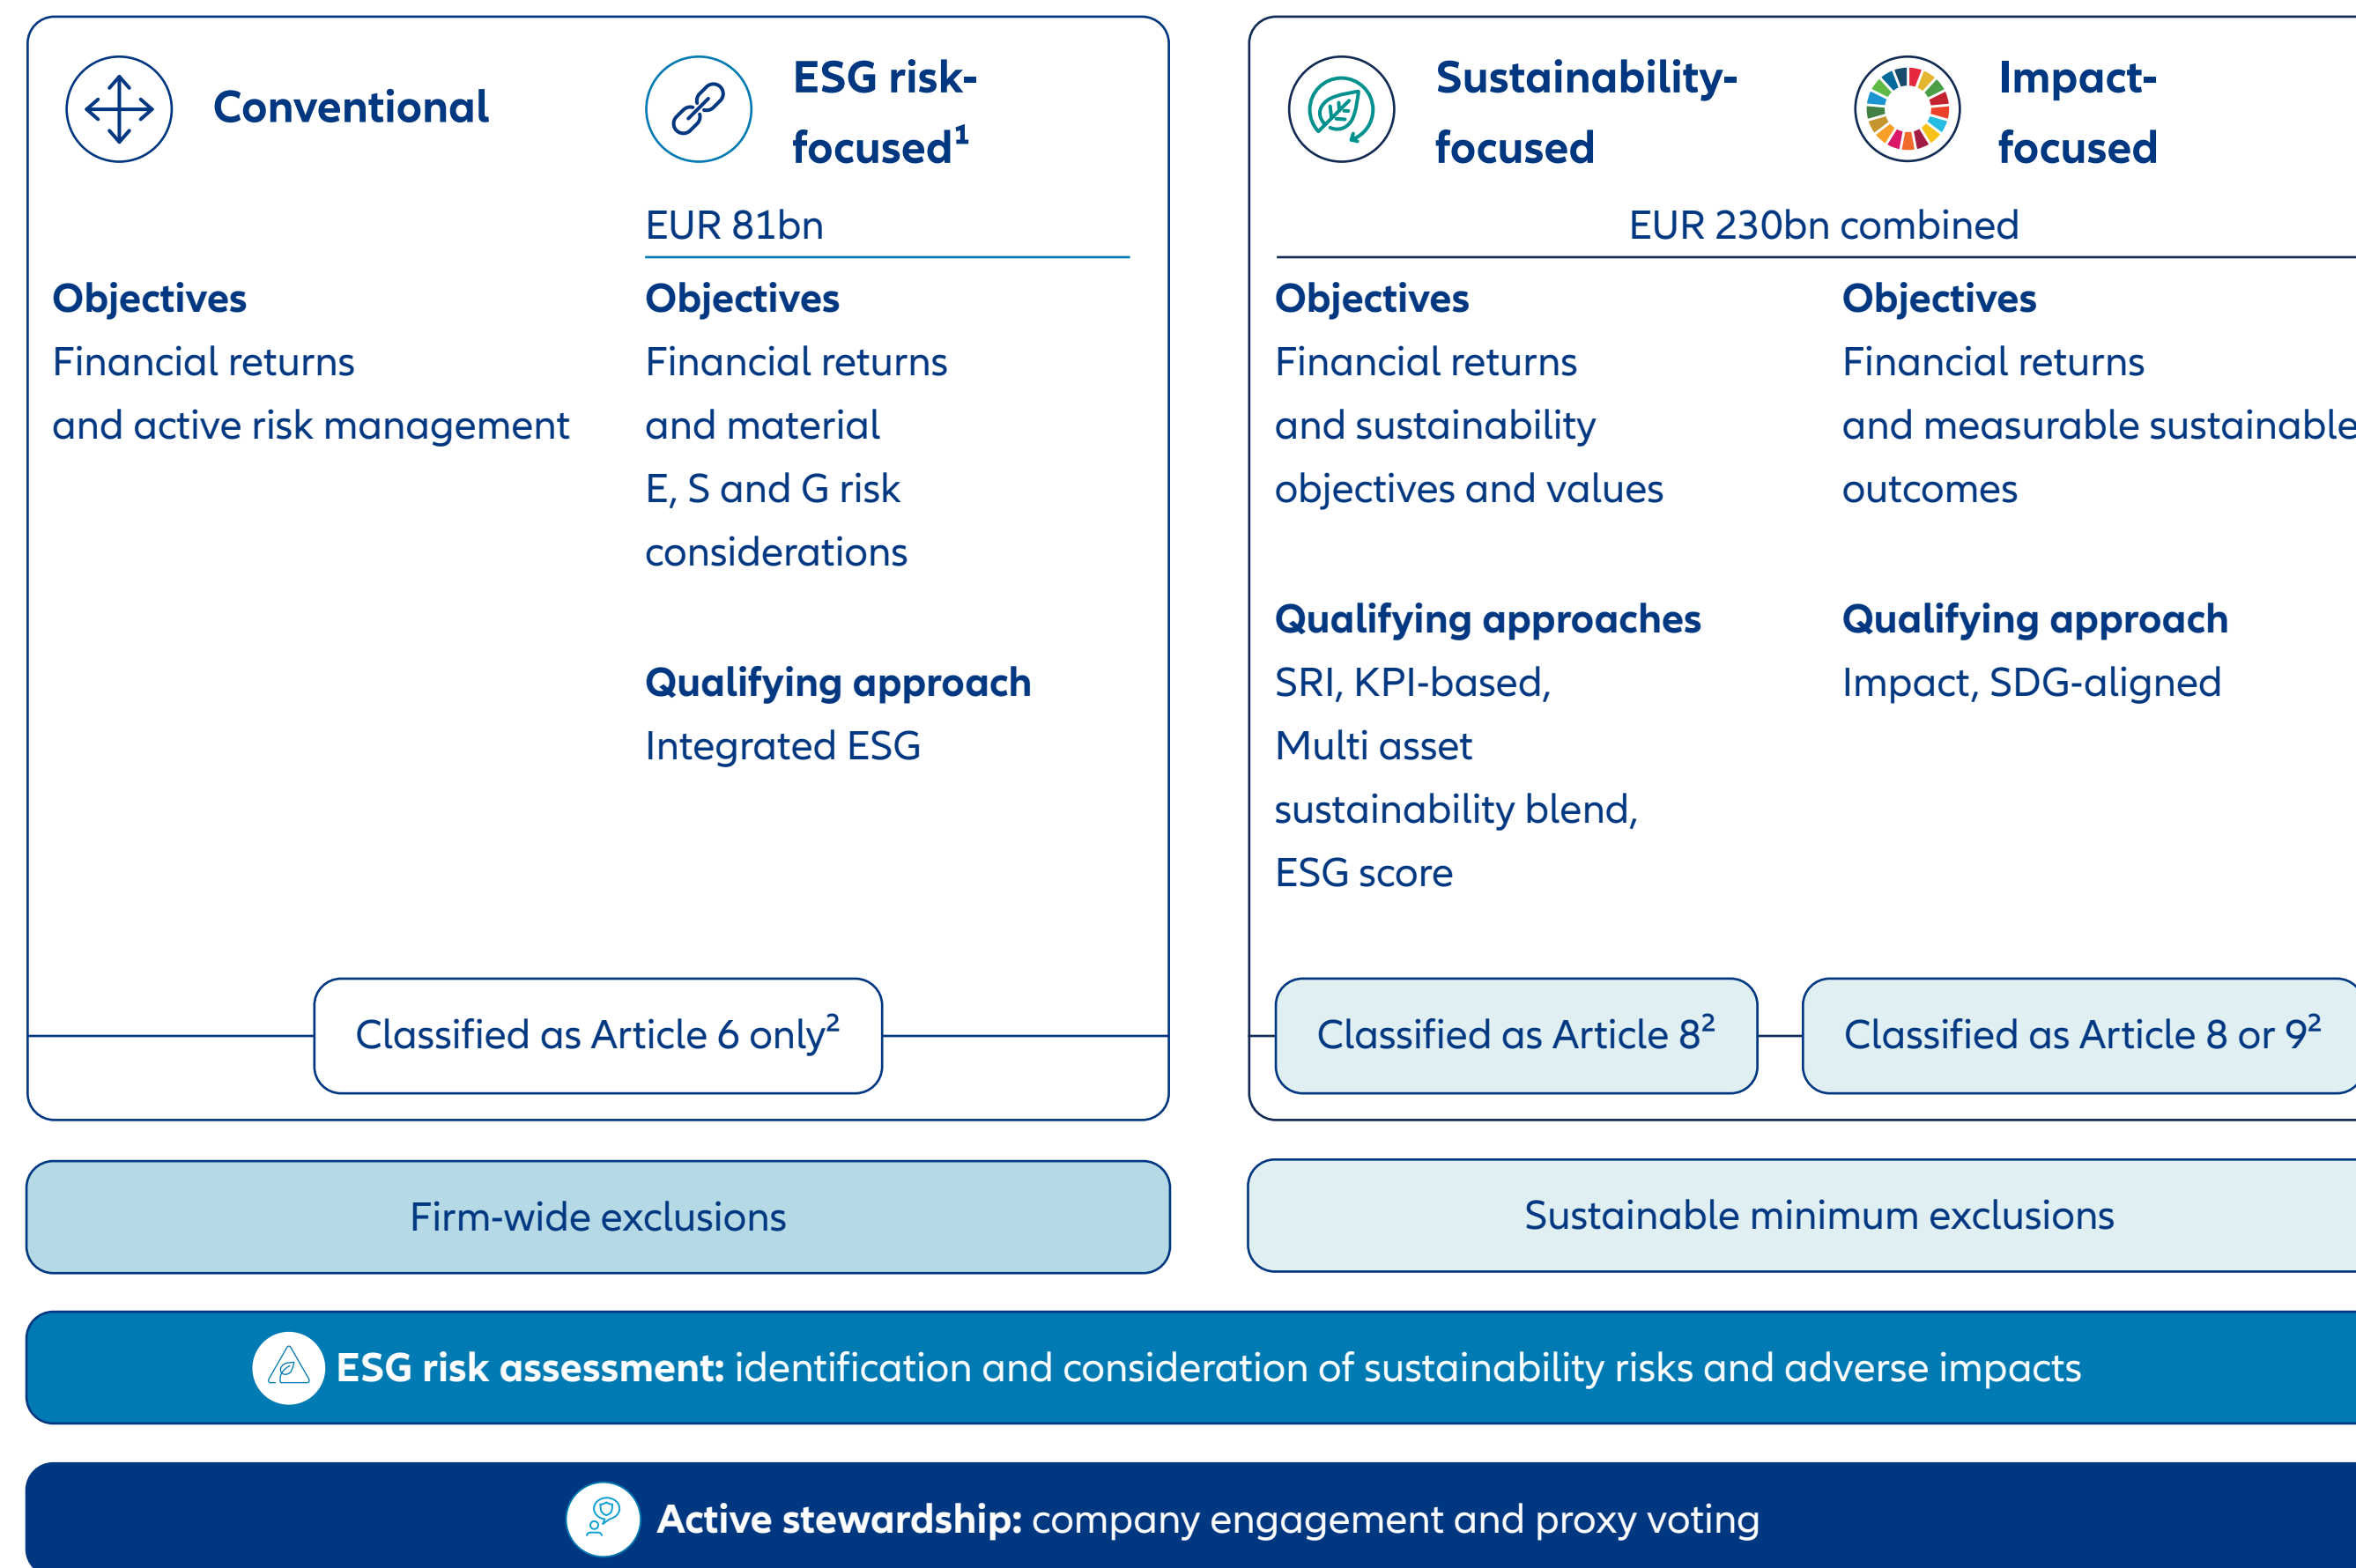 Conventional
ESG risk-
focused¹
EUR 81bn
Objectives
Financial returns
and active risk management
Objectives
Financial returns
and material
E, S and G risk
considerations
Qualifying approach
Integrated ESG
Classified as Article 6 only²
Sustainability-
focused
Impact-
focused
EUR 230bn combined
Objectives
Financial returns
and sustainability
objectives and values
Qualifying approaches
SRI, KPI-based,
Multi asset
sustainability blend,
ESG score
Objectives
Financial returns
and measurable sustainable
outcomes
Qualifying approach
Impact, SDG-aligned
Classified as Article 8²
Classified as Article 8 or 9²
Firm-wide exclusions
Sustainable minimum exclusions
ESG risk assessment: identification and consideration of sustainability risks and adverse impacts
Active stewardship: company engagement and proxy voting